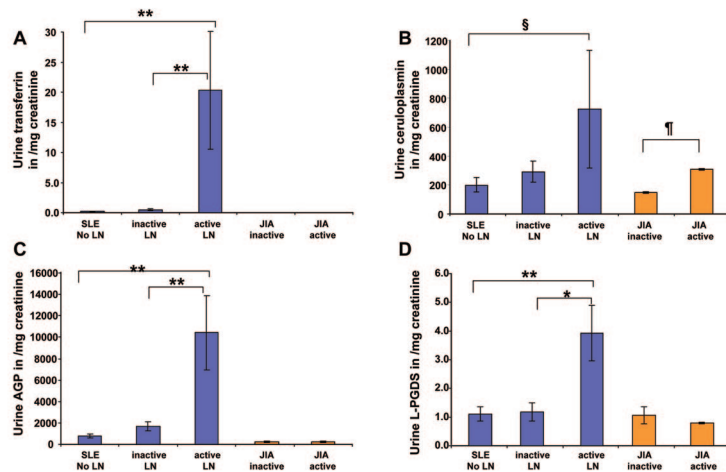 A
Urine transferrin
in /mg creatinine
30
25
20
15
10
5.0
0.0
**
**
SLE
No LN
inactive
LN
active
LN
JIA
inactive
JIA
active
B
Urine ceruloplasmin
in /mg creatinine
1200
1000
800
600
400
200
0
§
¶
SLE
No LN
inactive
LN
active
LN
JIA
inactive
JIA
active
C
Urine AGP in /mg creatinine
16000
14000
12000
10000
8000
6000
4000
2000
0
**
**
SLE
No LN
inactive
LN
active
LN
JIA
inactive
JIA
active
D
Urine L-PGDS in /mg creatinine
6.0
5.0
4.0
3.0
2.0
1.0
0.0
**
*
SLE
No LN
inactive
LN
active
LN
JIA
inactive
JIA
active